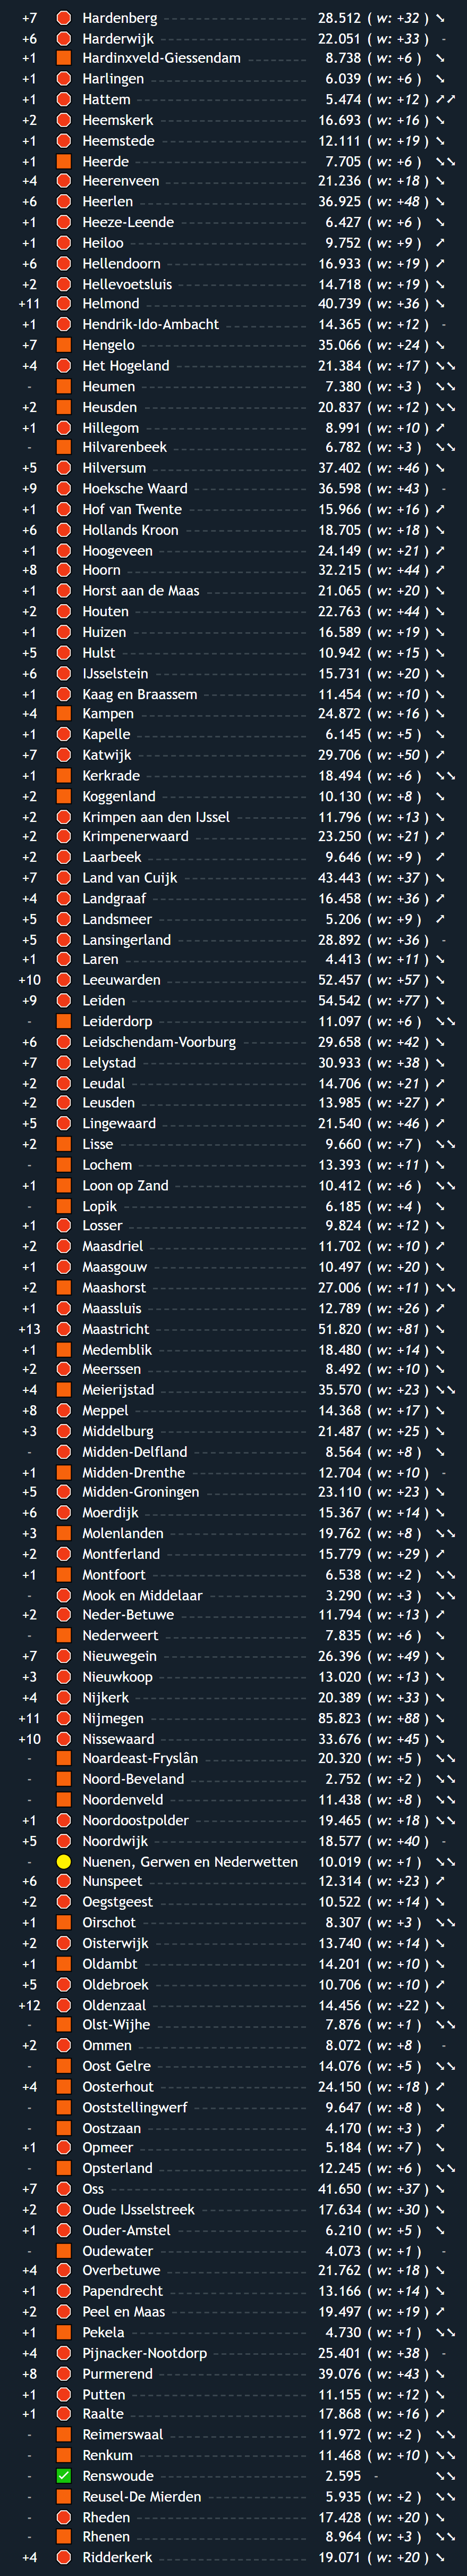 +7 Hardenberg 28.512 ( w: +32 ) ↘
+6 Harderwijk 22.051 ( w: +33 ) -
+1 Hardinxveld-Giessendam 8.738 ( w: +6 ) ↘
+1 Harlingen 6.039 ( w: +6 ) ↘
+1 Hattem 5.474 ( w: +12 ) ↗↗
+2 Heemskerk 16.693 ( w: +16 ) ↘
+1 Heemstede 12.111 ( w: +19 ) ↘
+1 Heerde 7.705 ( w: +6 ) ↘↘
+4 Heerenveen 21.236 ( w: +18 ) ↘
+6 Heerlen 36.925 ( w: +48 ) ↘
+1 Heeze-Leende 6.427 ( w: +6 ) ↘
+1 Heiloo 9.752 ( w: +9 ) ↗
+6 Hellendoorn 16.933 ( w: +19 ) ↗
+2 Hellevoetsluis 14.718 ( w: +19 ) ↘
+11 Helmond 40.739 ( w: +36 ) ↘
+1 Hendrik-Ido-Ambacht 14.365 ( w: +12 ) -
+7 Hengelo 35.066 ( w: +24 ) ↘
+4 Het Hogeland 21.384 ( w: +17 ) ↘↘
- Heumen 7.380 ( w: +3 ) ↘↘
+2 Heusden 20.837 ( w: +12 ) ↘↘
+1 Hillegom 8.991 ( w: +10 ) ↗
- Hilvarenbeek 6.782 ( w: +3 ) ↘↘
+5 Hilversum 37.402 ( w: +46 ) ↘
+9 Hoeksche Waard 36.598 ( w: +43 ) -
+1 Hof van Twente 15.966 ( w: +16 ) ↗
+6 Hollands Kroon 18.705 ( w: +18 ) ↘
+1 Hoogeveen 24.149 ( w: +21 ) ↗
+8 Hoorn 32.215 ( w: +44 ) ↗
+1 Horst aan de Maas 21.065 ( w: +20 ) ↘
+2 Houten 22.763 ( w: +44 ) ↘
+1 Huizen 16.589 ( w: +19 ) ↘
+5 Hulst 10.942 ( w: +15 ) ↘
+6 IJsselstein 15.731 ( w: +20 ) ↘
+1 Kaag en Braassem 11.454 ( w: +10 ) ↘
+4 Kampen 24.872 ( w: +16 ) ↘
+1 Kapelle 6.145 ( w: +5 ) ↘
+7 Katwijk 29.706 ( w: +50 ) ↗
+1 Kerkrade 18.494 ( w: +6 ) ↘↘
+2 Koggenland 10.130 ( w: +8 ) ↘
+2 Krimpen aan den IJssel 11.796 ( w: +13 ) ↘
+2 Krimpenerwaard 23.250 ( w: +21 ) ↗
+2 Laarbeek 9.646 ( w: +9 ) ↗
+7 Land van Cuijk 43.443 ( w: +37 ) ↘
+4 Landgraaf 16.458 ( w: +36 ) ↗
+5 Landsmeer 5.206 ( w: +9 ) ↗
+5 Lansingerland 28.892 ( w: +36 ) -
+1 Laren 4.413 ( w: +11 ) ↘
+10 Leeuwarden 52.457 ( w: +57 ) ↘
+9 Leiden 54.542 ( w: +77 ) ↘
- Leiderdorp 11.097 ( w: +6 ) ↘↘
+6 Leidschendam-Voorburg 29.658 ( w: +42 ) ↘
+7 Lelystad 30.933 ( w: +38 ) ↘
+2 Leudal 14.706 ( w: +21 ) ↗
+2 Leusden 13.985 ( w: +27 ) ↗
+5 Lingewaard 21.540 ( w: +46 ) ↗
+2 Lisse 9.660 ( w: +7 ) ↘↘
- Lochem 13.393 ( w: +11 ) ↘
+1 Loon op Zand 10.412 ( w: +6 ) ↘↘
- Lopik 6.185 ( w: +4 ) ↘
+1 Losser 9.824 ( w: +12 ) ↘
+2 Maasdriel 11.702 ( w: +10 ) ↗
+1 Maasgouw 10.497 ( w: +20 ) ↘
+2 Maashorst 27.006 ( w: +11 ) ↘↘
+1 Maassluis 12.789 ( w: +26 ) ↗
+13 Maastricht 51.820 ( w: +81 ) ↘
+1 Medemblik 18.480 ( w: +14 ) ↘
+2 Meerssen 8.492 ( w: +10 ) ↘
+4 Meierijstad 35.570 ( w: +23 ) ↘↘
+8 Meppel 14.368 ( w: +17 ) ↘
+3 Middelburg 21.487 ( w: +25 ) ↘
- Midden-Delfland 8.564 ( w: +8 ) ↘
+1 Midden-Drenthe 12.704 ( w: +10 ) -
+5 Midden-Groningen 23.110 ( w: +23 ) ↘
+6 Moerdijk 15.367 ( w: +14 ) ↘
+3 Molenlanden 19.762 ( w: +8 ) ↘↘
+2 Montferland 15.779 ( w: +29 ) ↗
+1 Montfoort 6.538 ( w: +2 ) ↘↘
- Mook en Middelaar 3.290 ( w: +3 ) ↘↘
+2 Neder-Betuwe 11.794 ( w: +13 ) ↗
- Nederweert 7.835 ( w: +6 ) ↘
+7 Nieuwegein 26.396 ( w: +49 ) ↘
+3 Nieuwkoop 13.020 ( w: +13 ) ↘
+4 Nijkerk 20.389 ( w: +33 ) ↘
+11 Nijmegen 85.823 ( w: +88 ) ↘
+10 Nissewaard 33.676 ( w: +45 ) ↘
- Noardeast-Fryslân 20.320 ( w: +5 ) ↘↘
- Noord-Beveland 2.752 ( w: +2 ) ↘↘
- Noordenveld 11.438 ( w: +8 ) ↘↘
+1 Noordoostpolder 19.465 ( w: +18 ) ↘↘
+5 Noordwijk 18.577 ( w: +40 ) -
- Nuenen, Gerwen en Nederwetten 10.019 ( w: +1 ) ↘↘
+6 Nunspeet 12.314 ( w: +23 ) ↗
+2 Oegstgeest 10.522 ( w: +14 ) ↘
+1 Oirschot 8.307 ( w: +3 ) ↘↘
+2 Oisterwijk 13.740 ( w: +14 ) ↘
+1 Oldambt 14.201 ( w: +10 ) ↘
+5 Oldebroek 10.706 ( w: +10 ) ↗
+12 Oldenzaal 14.456 ( w: +22 ) ↘
- Olst-Wijhe 7.876 ( w: +1 ) ↘↘
+2 Ommen 8.072 ( w: +8 ) -
- Oost Gelre 14.076 ( w: +5 ) ↘↘
+4 Oosterhout 24.150 ( w: +18 ) ↗
- Ooststellingwerf 9.647 ( w: +8 ) ↘
- Oostzaan 4.170 ( w: +3 ) ↗
+1 Opmeer 5.184 ( w: +7 ) ↘
- Opsterland 12.245 ( w: +6 ) ↘↘
+7 Oss 41.650 ( w: +37 ) ↘
+2 Oude IJsselstreek 17.634 ( w: +30 ) ↘
+1 Ouder-Amstel 6.210 ( w: +5 ) ↘
- Oudewater 4.073 ( w: +1 ) -
+4 Overbetuwe 21.762 ( w: +18 ) ↘
+1 Papendrecht 13.166 ( w: +14 ) ↘
+2 Peel en Maas 19.497 ( w: +19 ) ↗
+1 Pekela 4.730 ( w: +1 ) ↘↘
+4 Pijnacker-Nootdorp 25.401 ( w: +38 ) -
+8 Purmerend 39.076 ( w: +43 ) ↘
+1 Putten 11.155 ( w: +12 ) ↘
+1 Raalte 17.868 ( w: +16 ) ↗
- Reimerswaal 11.972 ( w: +2 ) ↘↘
- Renkum 11.468 ( w: +10 ) ↘↘
- Renswoude 2.595 - ↘↘
- Reusel-De Mierden 5.935 ( w: +2 ) ↘↘
- Rheden 17.428 ( w: +20 ) ↘
- Rhenen 8.964 ( w: +3 ) ↘↘
+4 Ridderkerk 19.071 ( w: +20 ) ↘